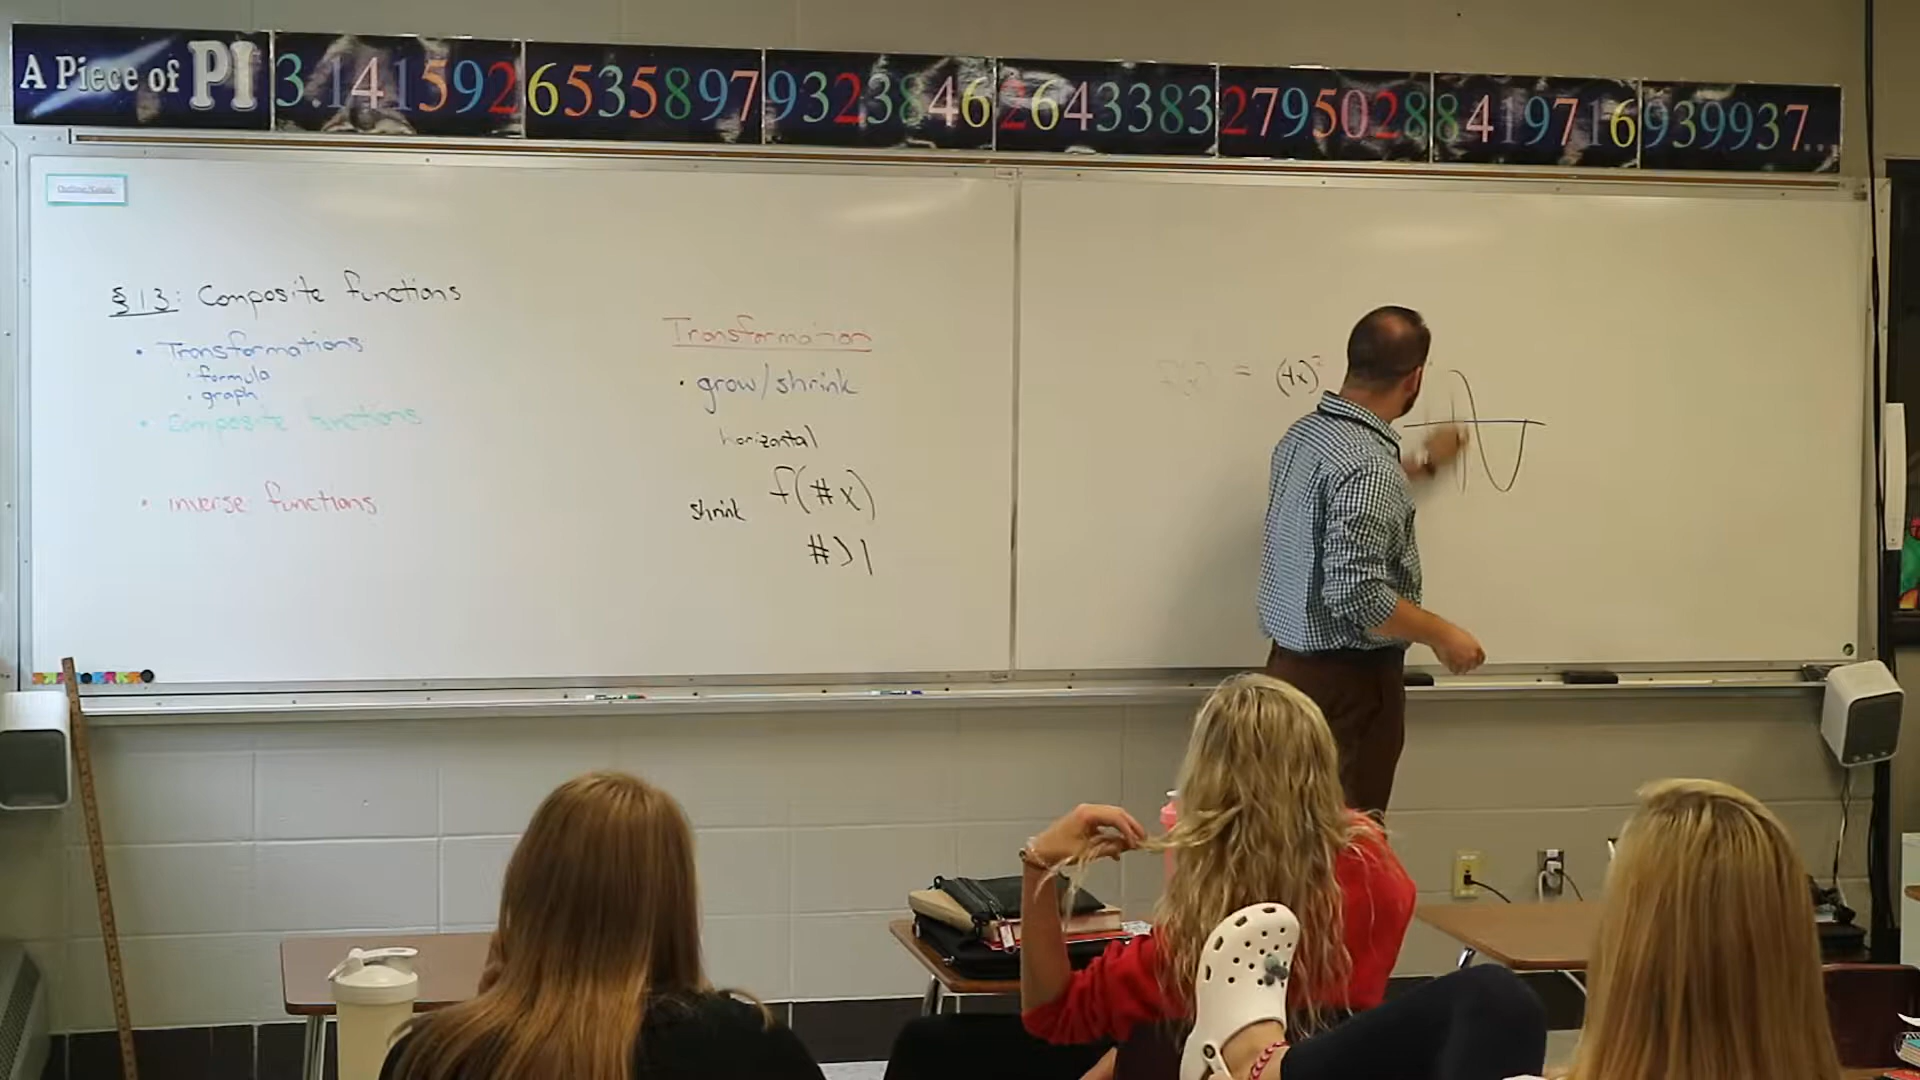 A Piece of PI 3.14159265358979323846264338327950288419716939937...
§ 1.3: Composite functions
• Transformations
• formula
• graph
• Composite functions
• Inverse functions
Transformation
• grow/shrink
horizontal
shrink f(#x)
#>1
f(x) = (4x)²